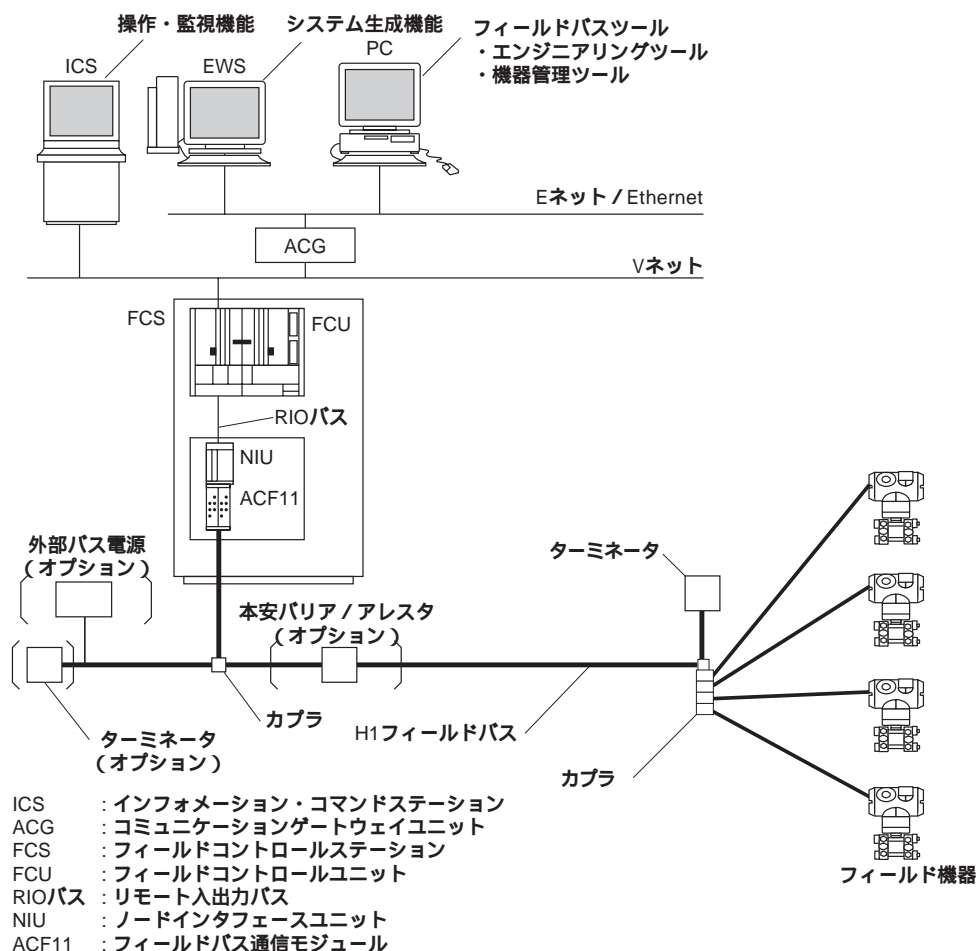 操作・監視機能
システム生成機能
フィールドバスツール
・エンジニアリングツール
・機器管理ツール
ICS
EWS
PC
Eネット / Ethernet
ACG
Vネット
FCS
FCU
RIOバス
NIU
ACF11
外部バス電源
(オプション)
ターミネータ
本安バリア / アレスタ
(オプション)
カプラ
H1フィールドバス
ターミネータ
(オプション)
カプラ
フィールド機器
ICS : インフォメーション・コマンドステーション
ACG : コミュニケーションゲートウェイユニット
FCS : フィールドコントロールステーション
FCU : フィールドコントロールユニット
RIOバス : リモート入出力バス
NIU : ノードインタフェースユニット
ACF11 : フィールドバス通信モジュール